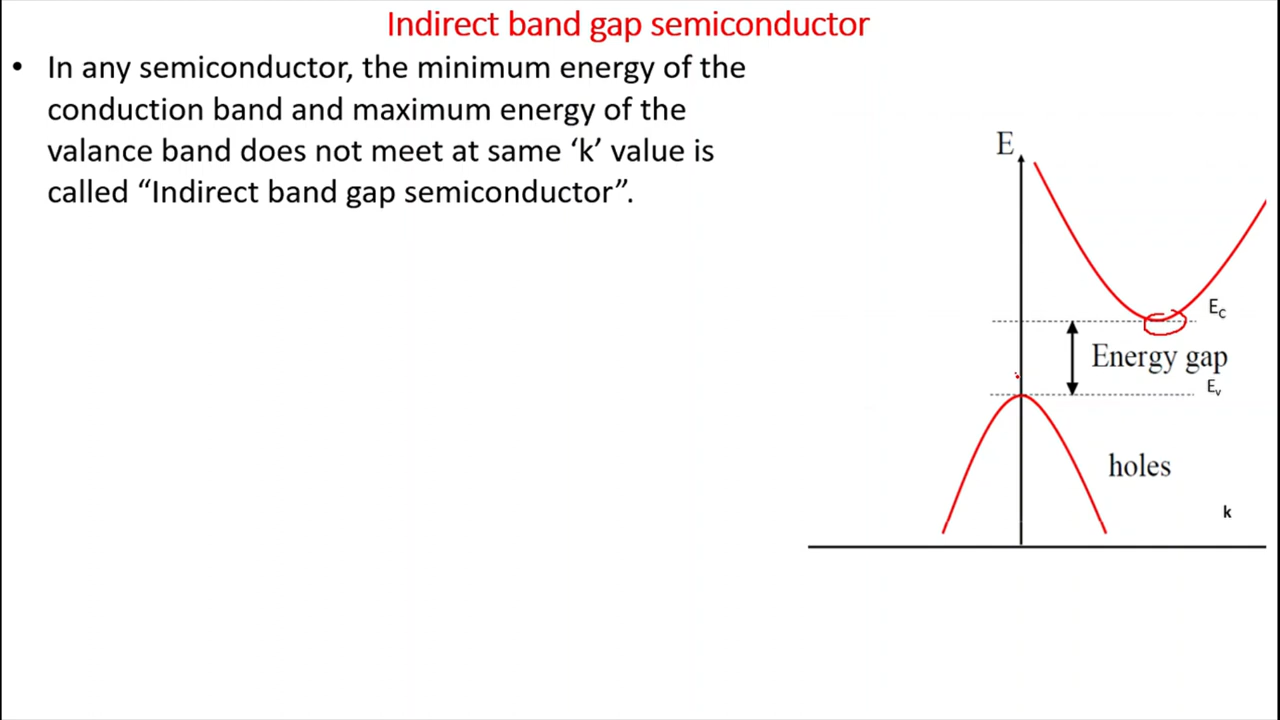 Indirect band gap semiconductor
• In any semiconductor, the minimum energy of the
conduction band and maximum energy of the
valance band does not meet at same ‘k’ value is
called “Indirect band gap semiconductor”.
E
Ec
Energy gap
Ev
holes
k